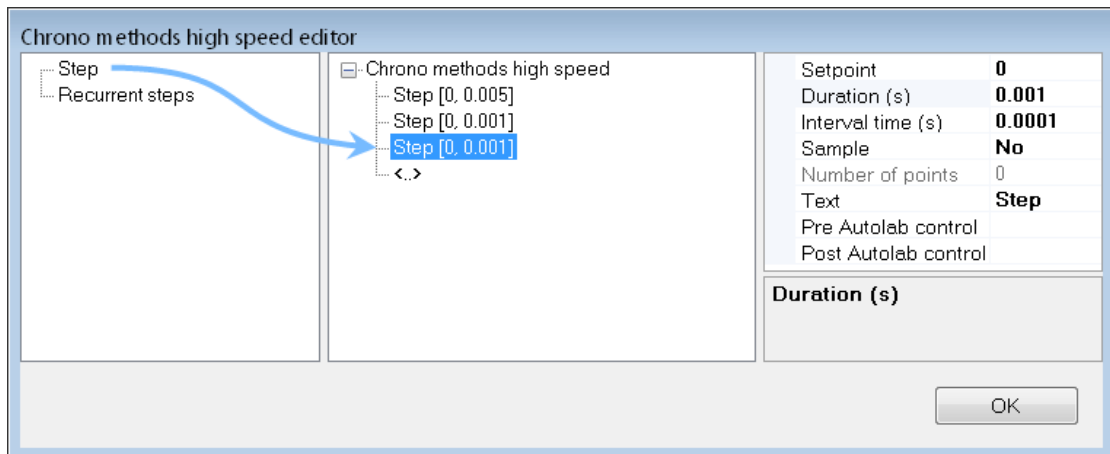 Chrono methods high speed editor
Step
Recurrent steps
Chrono methods high speed
Step [0, 0.005]
Step [0, 0.001]
Step [0, 0.001]
<..>
Setpoint 0
Duration (s) 0.001
Interval time (s) 0.0001
Sample No
Number of points 0
Text Step
Pre Autolab control
Post Autolab control
Duration (s)
OK